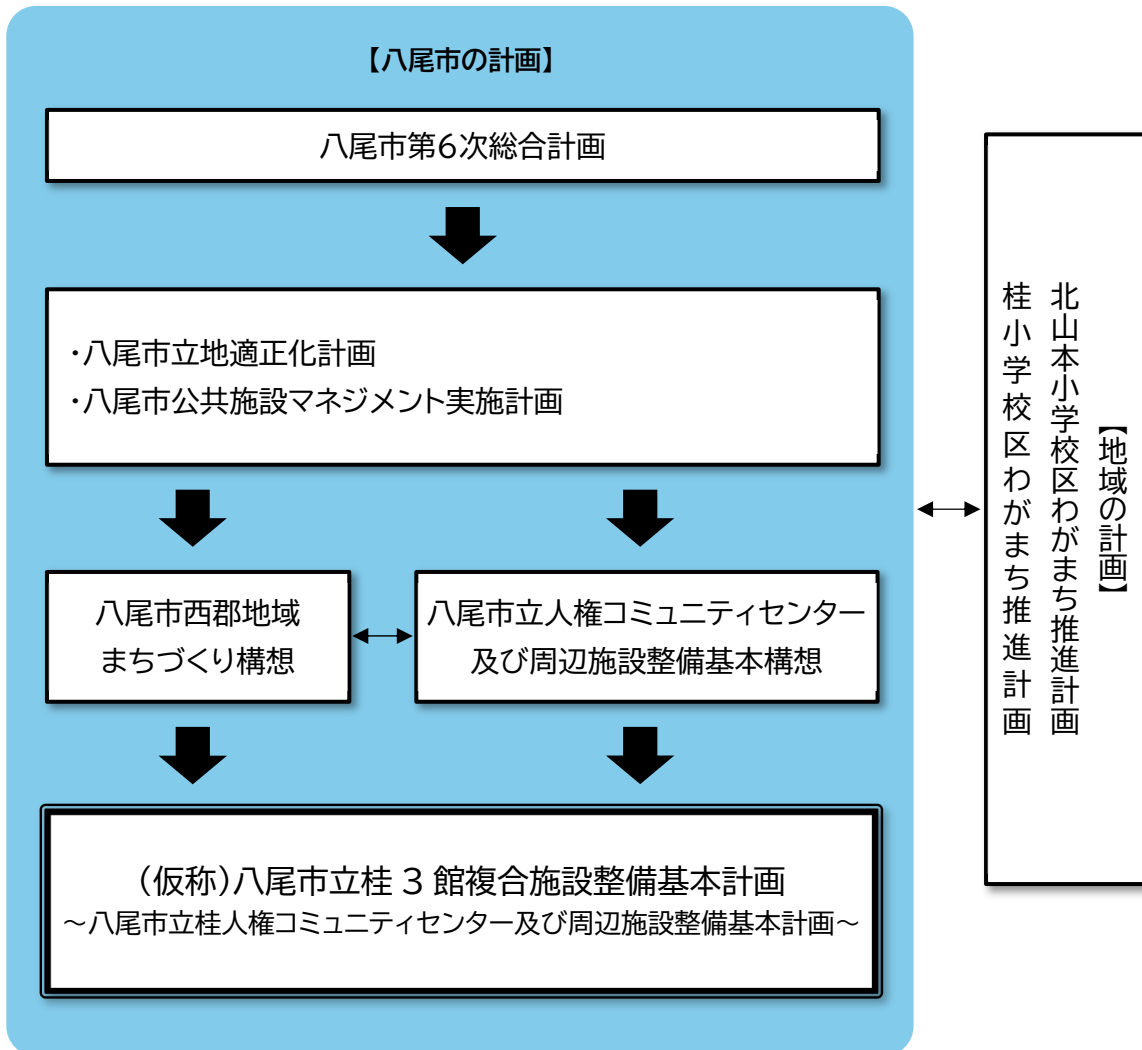 【八尾市の計画】
八尾市第6次総合計画
・八尾市立地適正化計画
・八尾市公共施設マネジメント実施計画
八尾市西郡地域
まちづくり構想
八尾市立人権コミュニティセンター
及び周辺施設整備基本構想
（仮称）八尾市立桂 3 館複合施設整備基本計画
～八尾市立桂人権コミュニティセンター及び周辺施設整備基本計画～
【地域の計画】
北山本小学校区わがまち推進計画
桂小学校区わがまち推進計画